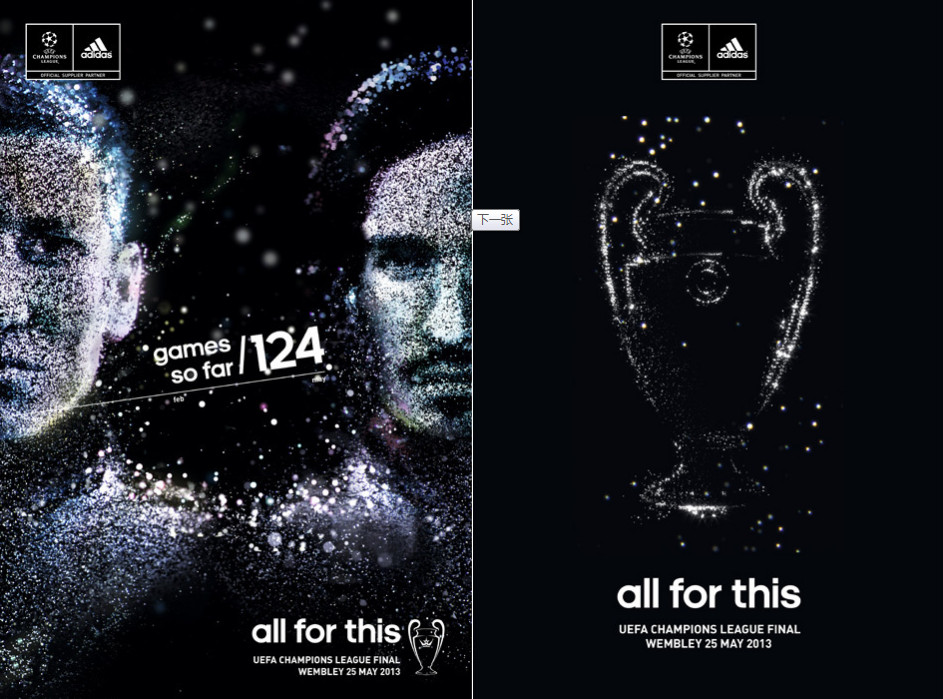 CHAMPIONS
LEAGUE
adidas
OFFICIAL SUPPLIER PARTNER
games
so far
/124
feb
may
all for this
UEFA CHAMPIONS LEAGUE FINAL
WEMBLEY 25 MAY 2013
CHAMPIONS
LEAGUE
adidas
OFFICIAL SUPPLIER PARTNER
下一张
all for this
UEFA CHAMPIONS LEAGUE FINAL
WEMBLEY 25 MAY 2013